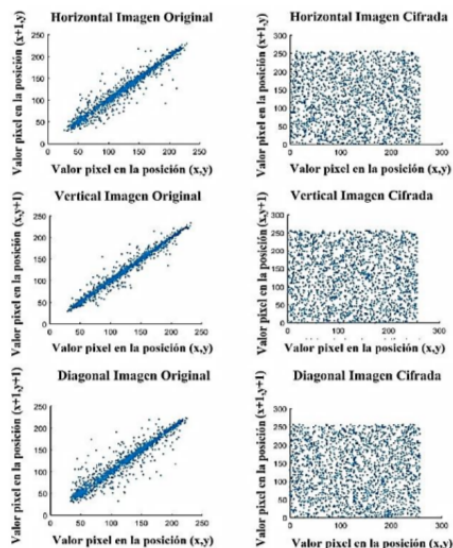 Horizontal Imagen Original
Valor pixel en la posición (x+1,y)
250
200
150
100
50
0
50 100 150 200 250
Valor pixel en la posición (x,y)
Horizontal Imagen Cifrada
Valor pixel en la posición (x+1,y)
300
250
200
150
100
50
0
0 100 200 300
Valor pixel en la posición (x,y)
Vertical Imagen Original
Valor pixel en la posición (x,y+1)
250
200
150
100
50
0
0 50 100 150 200 250
Valor pixel en la posición (x,y)
Vertical Imagen Cifrada
Valor pixel en la posición (x,y+1)
300
250
200
150
100
50
0
0 100 200 300
Valor pixel en la posición (x,y)
Diagonal Imagen Original
Valor pixel en la posición (x+1,y+1)
250
200
150
100
50
0
0 50 100 150 200 250
Valor pixel en la posición (x,y)
Diagonal Imagen Cifrada
Valor pixel en la posición (x+1,y+1)
300
250
200
150
100
50
0
0 100 200 300
Valor pixel en la posición (x,y)